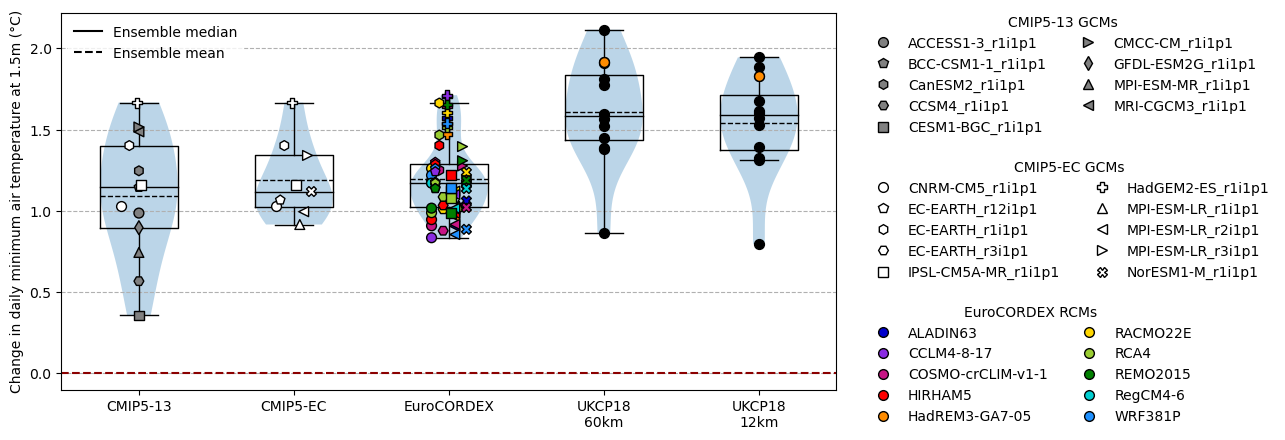 Change in daily minimum air temperature at 1.5m (°C)
2.0
1.5
1.0
0.5
0.0
Ensemble median
Ensemble mean
CMIP5-13
CMIP5-EC
EuroCORDEX
UKCP18
60km
UKCP18
12km
CMIP5-13 GCMs
ACCESS1-3_r1i1p1
BCC-CSM1-1_r1i1p1
CanESM2_r1i1p1
CCSM4_r1i1p1
CESM1-BGC_r1i1p1
CMCC-CM_r1i1p1
GFDL-ESM2G_r1i1p1
MPI-ESM-MR_r1i1p1
MRI-CGCM3_r1i1p1
CMIP5-EC GCMs
CNRM-CM5_r1i1p1
EC-EARTH_r12i1p1
EC-EARTH_r1i1p1
EC-EARTH_r3i1p1
IPSL-CM5A-MR_r1i1p1
HadGEM2-ES_r1i1p1
MPI-ESM-LR_r1i1p1
MPI-ESM-LR_r2i1p1
MPI-ESM-LR_r3i1p1
NorESM1-M_r1i1p1
EuroCORDEX RCMs
ALADIN63
CCLM4-8-17
COSMO-crCLIM-v1-1
HIRHAM5
HadREM3-GA7-05
RACMO22E
RCA4
REMO2015
RegCM4-6
WRF381P